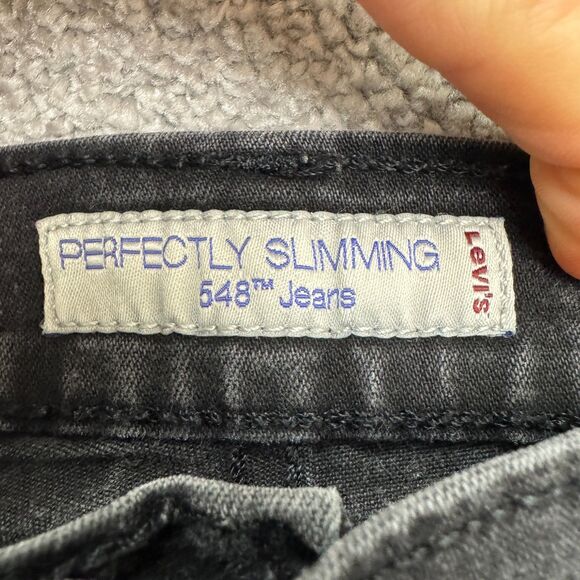 PERFECTLY SLIMMING
548™ Jeans
LEVI'S